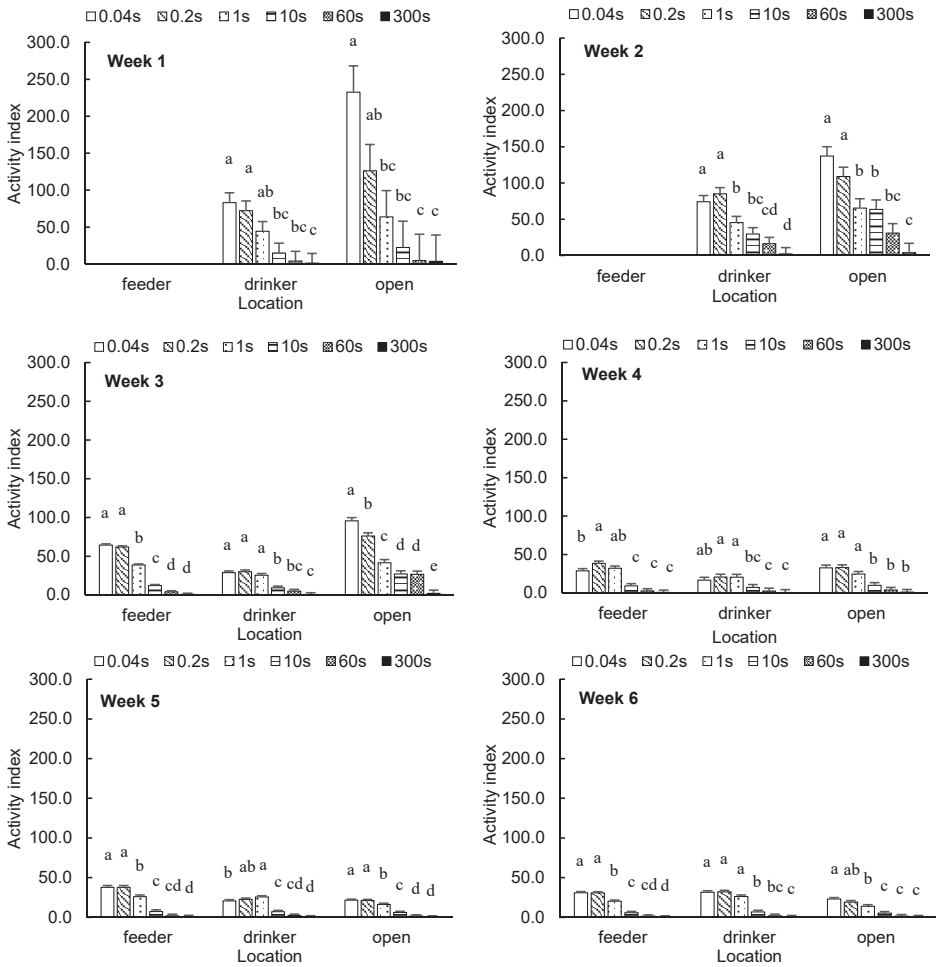 □0.04s ▧0.2s ⊡1s ⊟10s ▩60s ■300s
300.0
250.0
200.0
150.0
100.0
50.0
0.0
Activity index
Week 1
a a ab bc bc c
a ab bc bc c c
feeder drinker open
Location
□0.04s ▧0.2s ⊡1s ⊟10s ▩60s ■300s
300.0
250.0
200.0
150.0
100.0
50.0
0.0
Activity index
Week 2
a a b bc cd d
a a b b bc c
feeder drinker open
Location
□0.04s ▧0.2s ⊡1s ⊟10s ▩60s ■300s
300.0
250.0
200.0
150.0
100.0
50.0
0.0
Activity index
Week 3
a a b c d d
a a a b bc c
a b c d d e
feeder drinker open
Location
□0.04s ▧0.2s ⊡1s ⊟10s ▩60s ■300s
300.0
250.0
200.0
150.0
100.0
50.0
0.0
Activity index
Week 4
b a ab c c c
ab a a bc c c
a a a b b b
feeder drinker open
Location
□0.04s ▧0.2s □1s ⊟10s ▩60s ■300s
300.0
250.0
200.0
150.0
100.0
50.0
0.0
Activity index
Week 5
a a b c cd d
b ab a c cd d
a a b c d d
feeder drinker open
Location
□0.04s ▧0.2s □1s ⊟10s ▩60s ■300s
300.0
250.0
200.0
150.0
100.0
50.0
0.0
Activity index
Week 6
a a b c cd d
a a a b bc c
a ab b c c c
feeder drinker open
Location